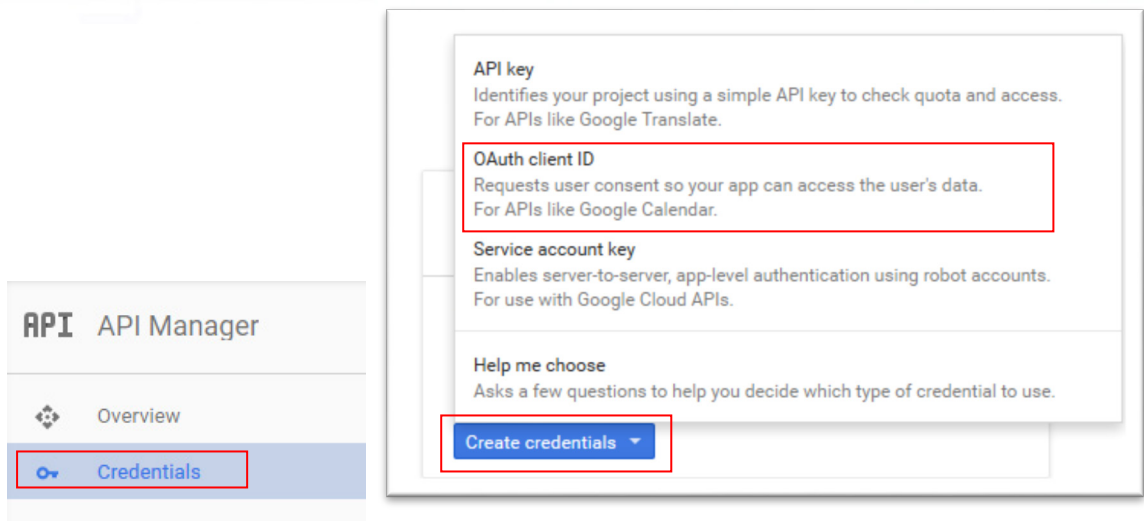 API API Manager
Overview
Credentials
API key
Identifies your project using a simple API key to check quota and access.
For APIs like Google Translate.
OAuth client ID
Requests user consent so your app can access the user's data.
For APIs like Google Calendar.
Service account key
Enables server-to-server, app-level authentication using robot accounts.
For use with Google Cloud APIs.
Help me choose
Asks a few questions to help you decide which type of credential to use.
Create credentials